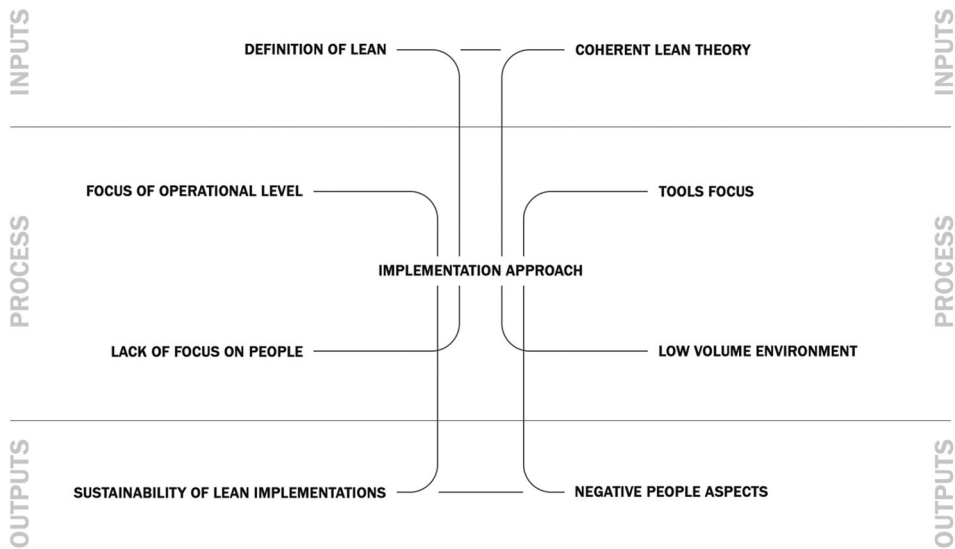 INPUTS
INPUTS
DEFINITION OF LEAN
COHERENT LEAN THEORY
PROCESS
PROCESS
FOCUS OF OPERATIONAL LEVEL
TOOLS FOCUS
IMPLEMENTATION APPROACH
LACK OF FOCUS ON PEOPLE
LOW VOLUME ENVIRONMENT
OUTPUTS
OUTPUTS
SUSTAINABILITY OF LEAN IMPLEMENTATIONS
NEGATIVE PEOPLE ASPECTS